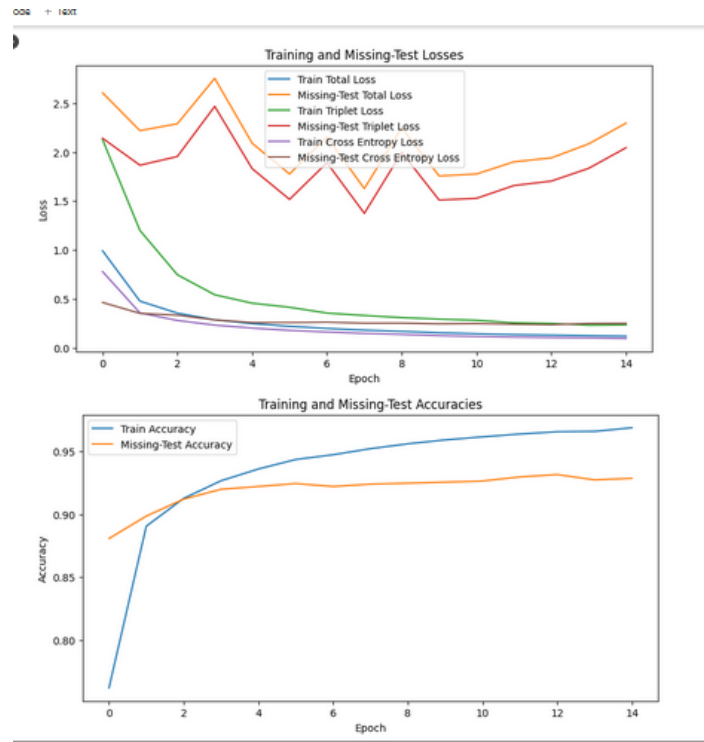 + Text
Training and Missing-Test Losses
Train Total Loss
Missing-Test Total Loss
Train Triplet Loss
Missing-Test Triplet Loss
Train Cross Entropy Loss
Missing-Test Cross Entropy Loss
2.5
2.0
1.5
1.0
0.5
0.0
Loss
0 2 4 6 8 10 12 14
Epoch
Training and Missing-Test Accuracies
Train Accuracy
Missing-Test Accuracy
0.95
0.90
0.85
0.80
Accuracy
0 2 4 6 8 10 12 14
Epoch